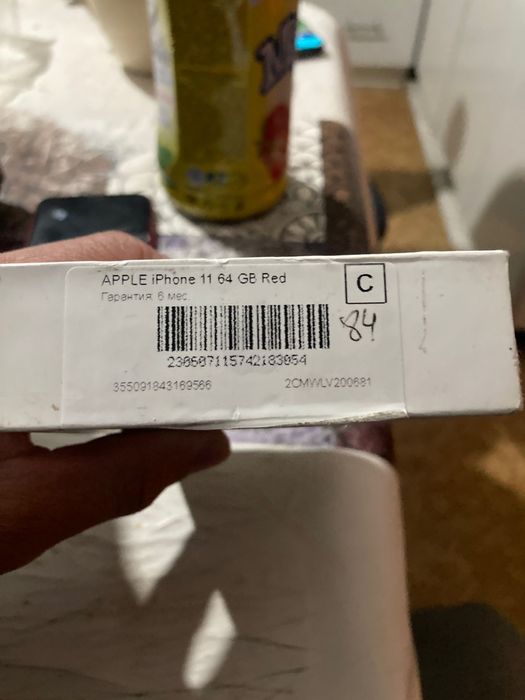 APPLE iPhone 11 64 GB Red
C
Гарантия: 6 мес.
84
230607115742183054
355091843169566
2CMWLV200681